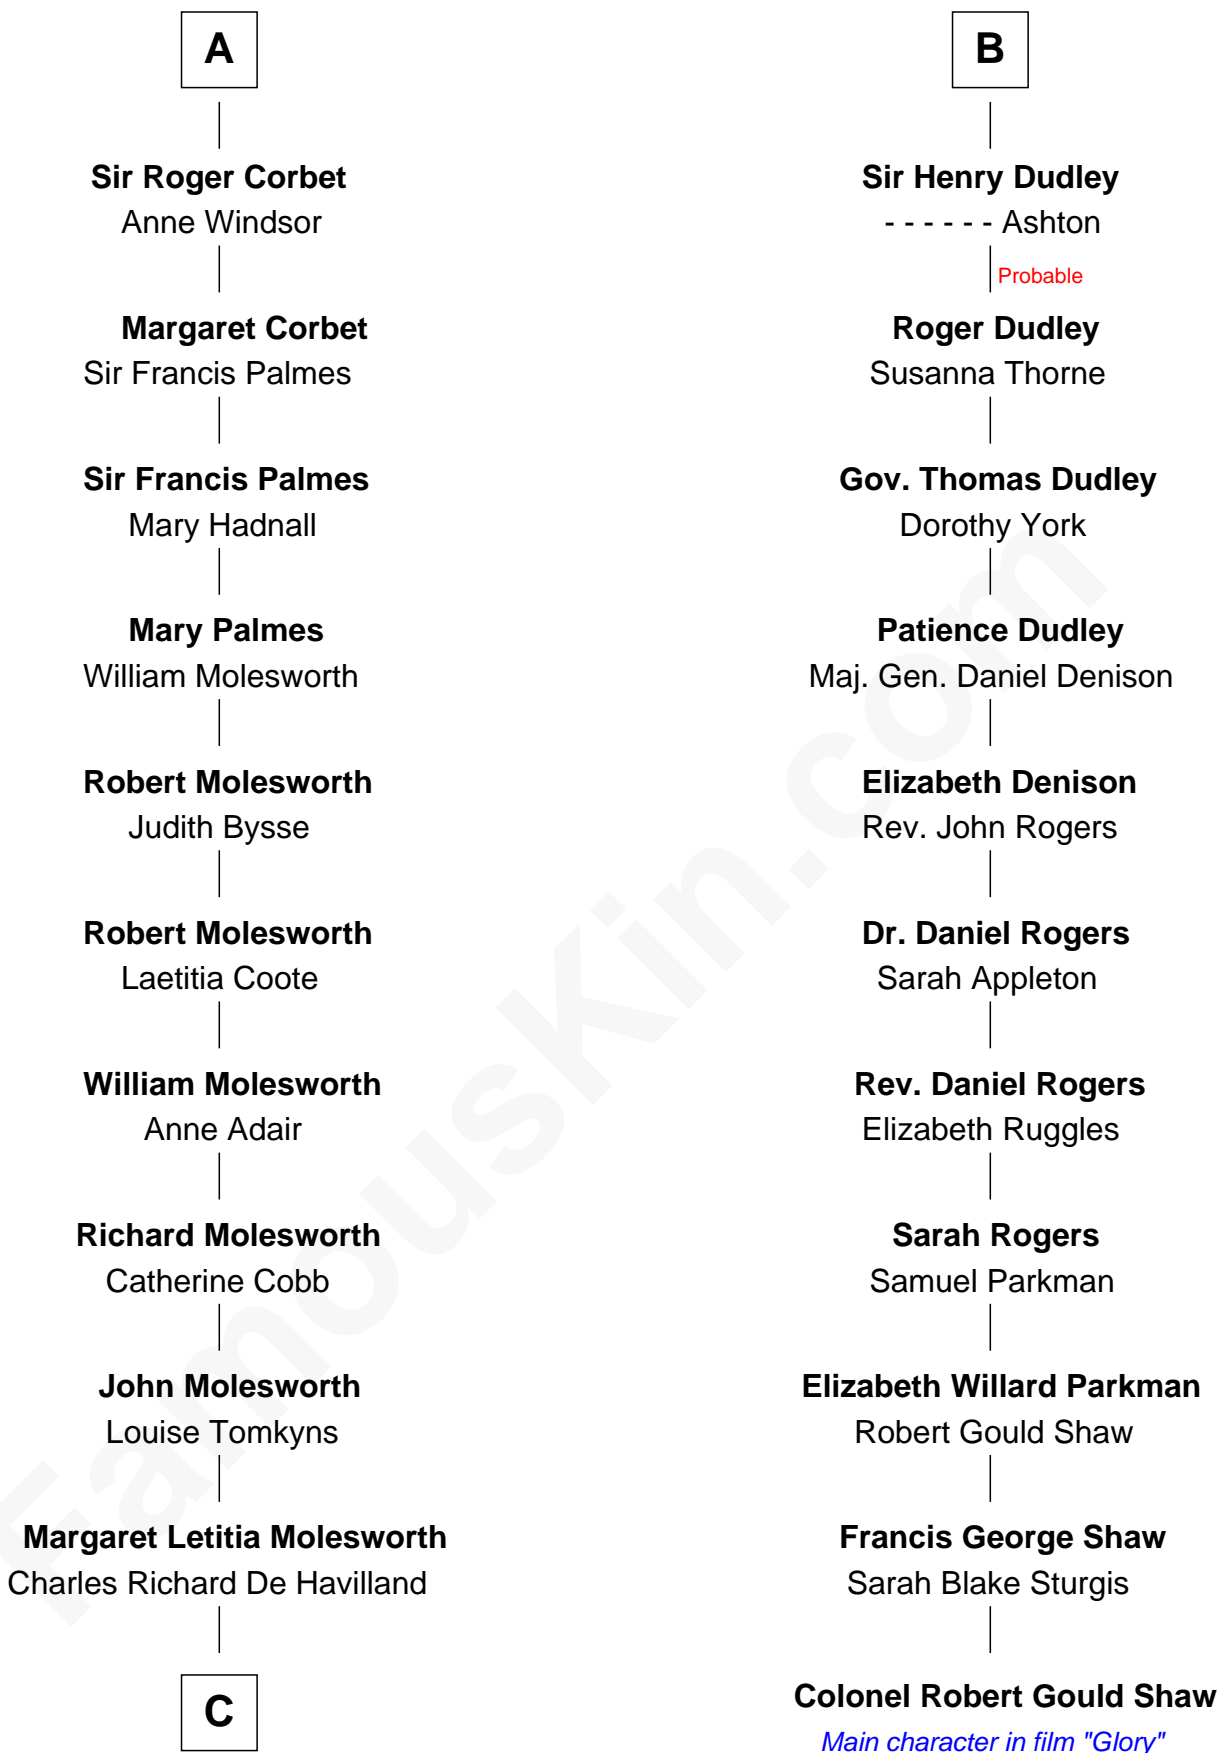 A
Sir Roger Corbet
Anne Windsor
Margaret Corbet
Sir Francis Palmes
Sir Francis Palmes
Mary Hadnall
Mary Palmes
William Molesworth
Robert Molesworth
Judith Bysse
Robert Molesworth
Laetitia Coote
William Molesworth
Anne Adair
Richard Molesworth
Catherine Cobb
John Molesworth
Louise Tomkyns
Margaret Letitia Molesworth
Charles Richard De Havilland
C
B
Sir Henry Dudley
- - - - - - Ashton
Probable
Roger Dudley
Susanna Thorne
Gov. Thomas Dudley
Dorothy York
Patience Dudley
Maj. Gen. Daniel Denison
Elizabeth Denison
Rev. John Rogers
Dr. Daniel Rogers
Sarah Appleton
Rev. Daniel Rogers
Elizabeth Ruggles
Sarah Rogers
Samuel Parkman
Elizabeth Willard Parkman
Robert Gould Shaw
Francis George Shaw
Sarah Blake Sturgis
Colonel Robert Gould Shaw
Main character in film "Glory"
FamousKin.com